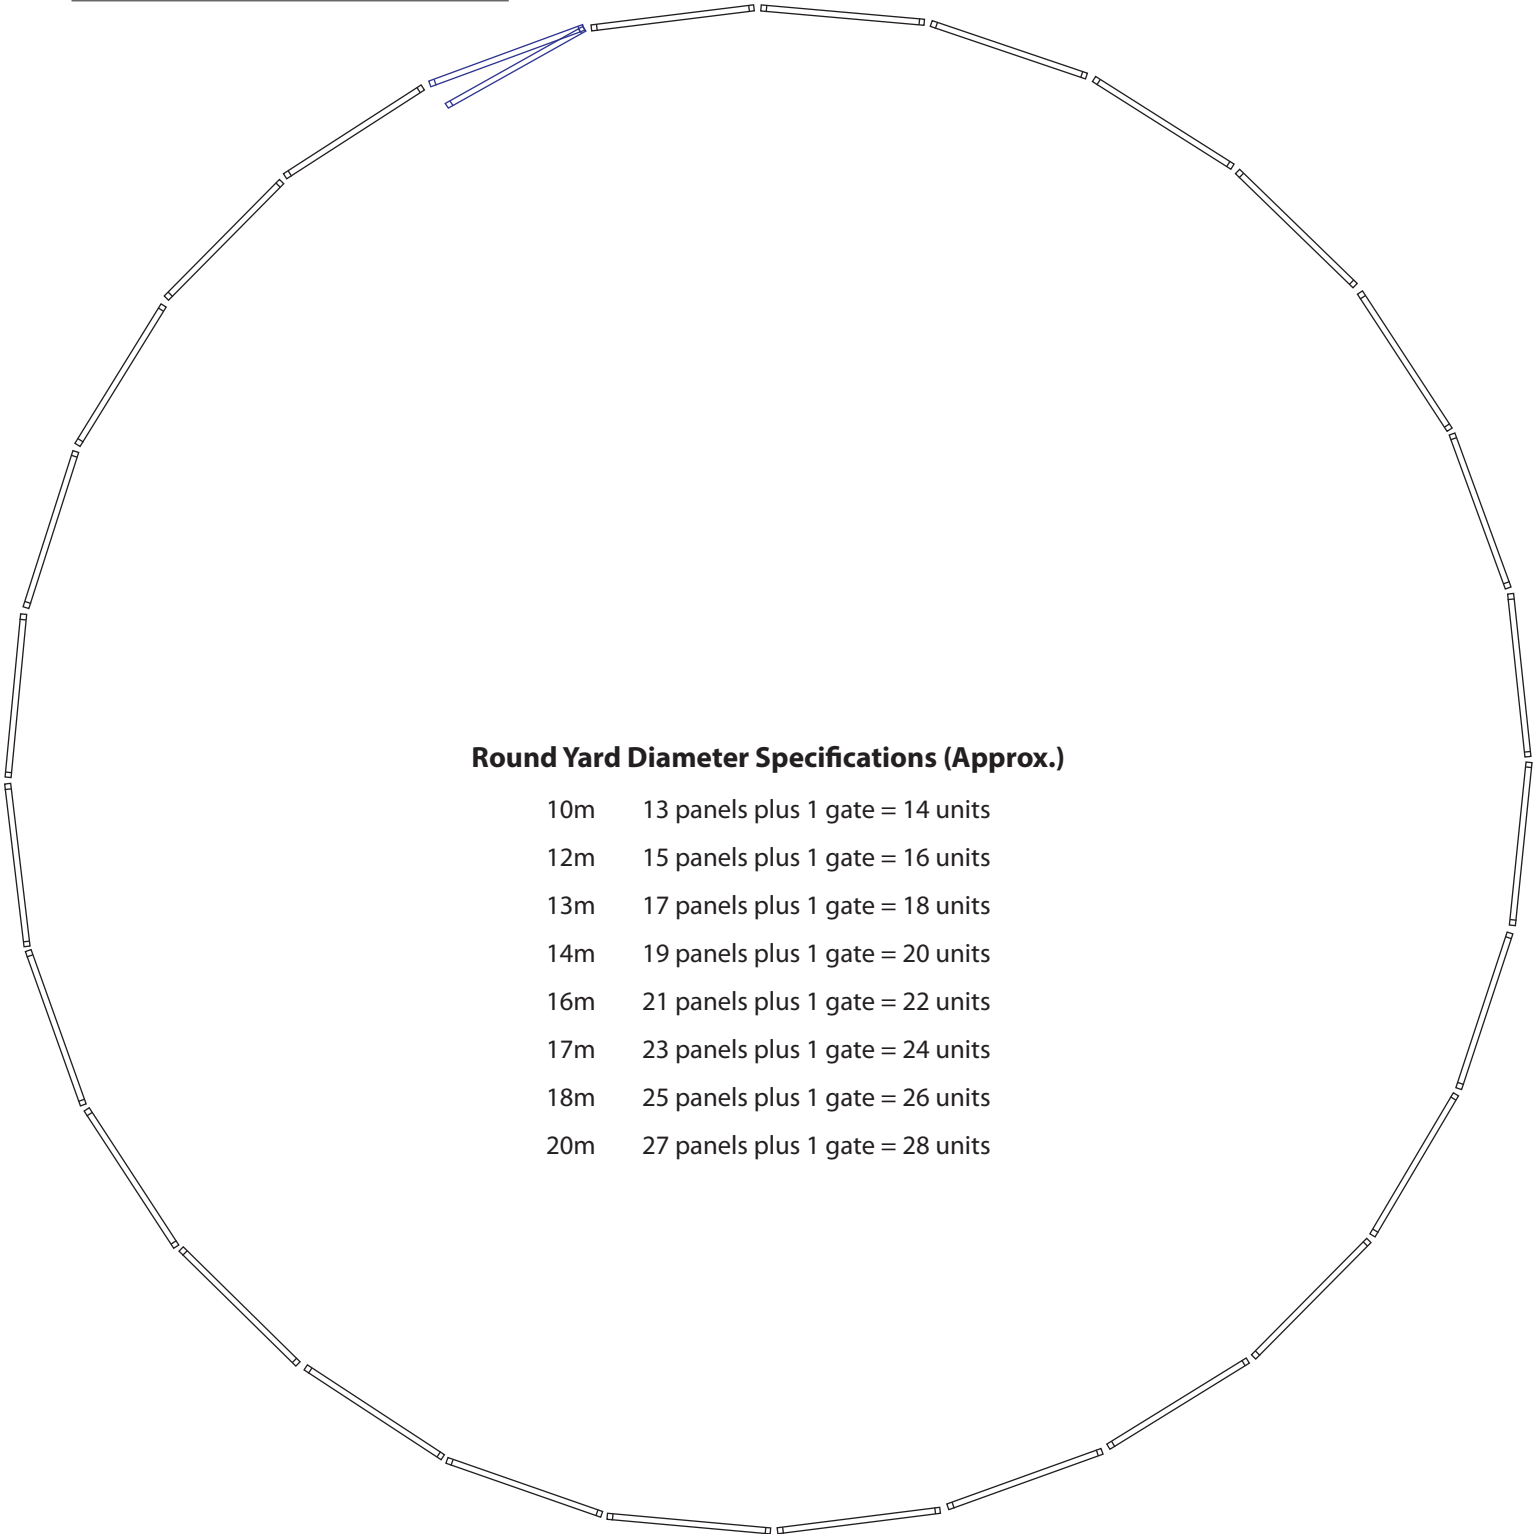 Round Yard Diameter Specifications (Approx.)
10m 13 panels plus 1 gate = 14 units
12m 15 panels plus 1 gate = 16 units
13m 17 panels plus 1 gate = 18 units
14m 19 panels plus 1 gate = 20 units
16m 21 panels plus 1 gate = 22 units
17m 23 panels plus 1 gate = 24 units
18m 25 panels plus 1 gate = 26 units
20m 27 panels plus 1 gate = 28 units